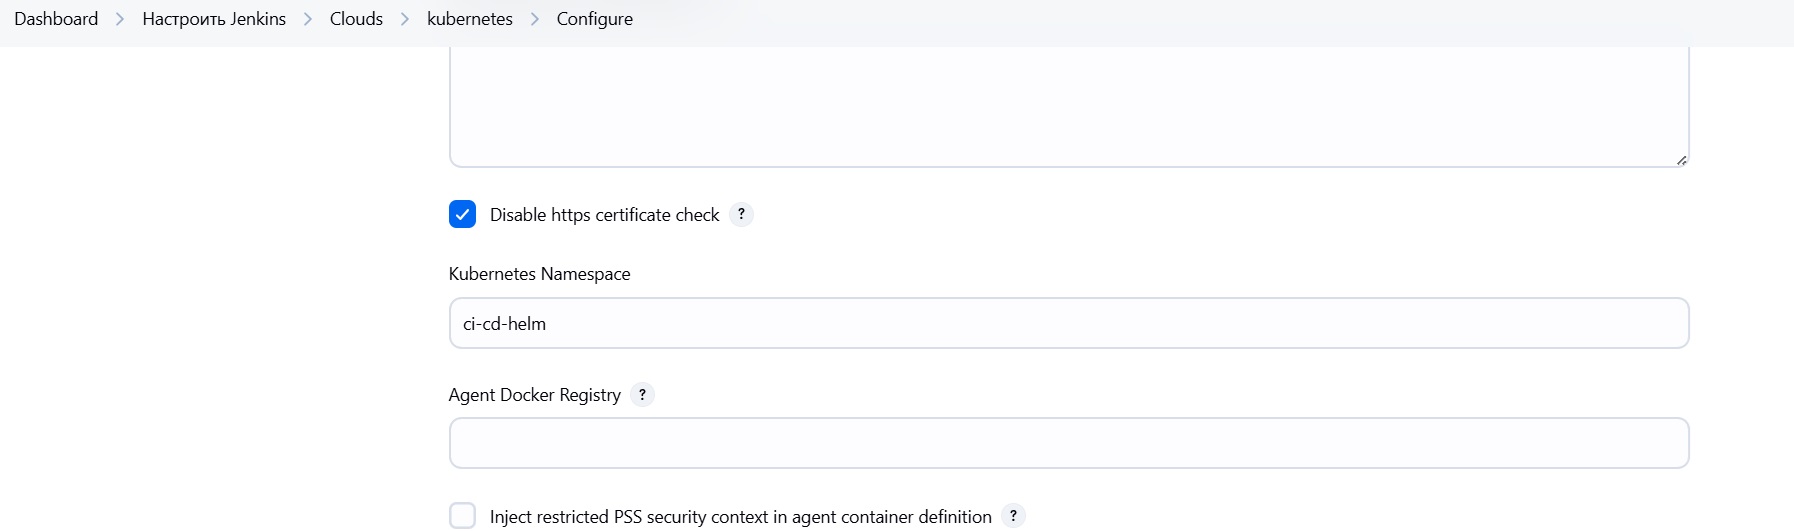 Dashboard > Настроить Jenkins > Clouds > kubernetes > Configure
Disable https certificate check ?
Kubernetes Namespace
ci-cd-helm
Agent Docker Registry ?
Inject restricted PSS security context in agent container definition ?